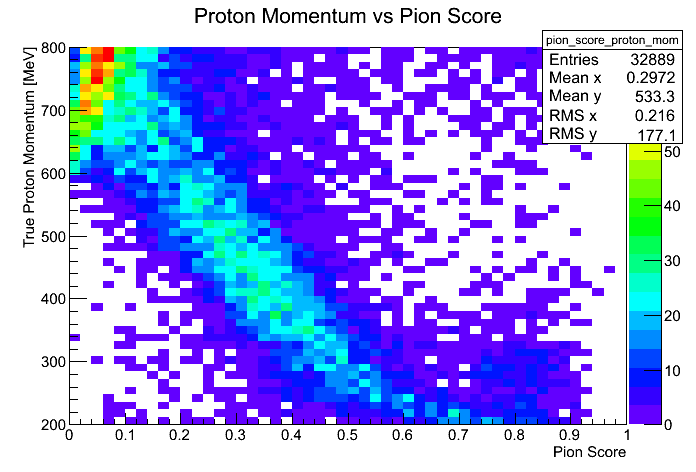 Proton Momentum vs Pion Score
pion_score_proton_mom
Entries 32889
Mean x 0.2972
Mean y 533.3
RMS x 0.216
RMS y 177.1
True Proton Momentum [MeV]
800
700
600
500
400
300
200
0 0.1 0.2 0.3 0.4 0.5 0.6 0.7 0.8 0.9 1
Pion Score
50
40
30
20
10
0